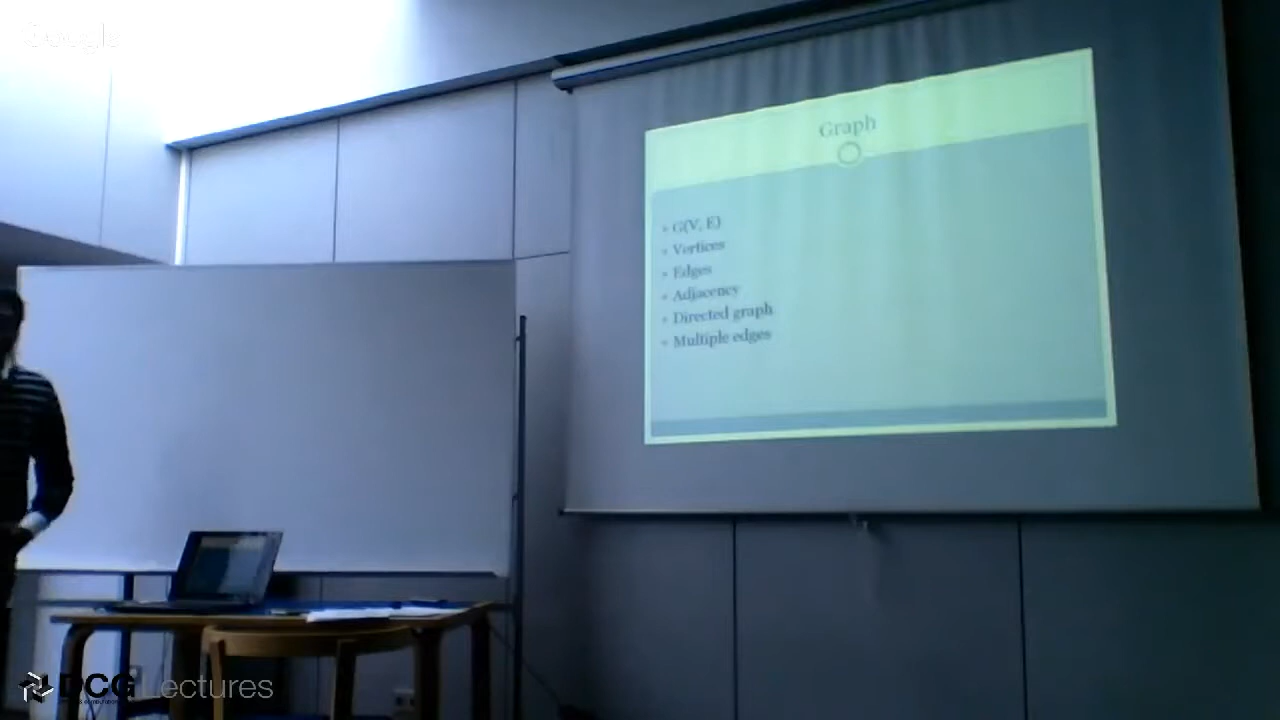 Google
Graph
G(V, E)
Vertices
Edges
Adjacency
Directed graph
Multiple edges
DCG Lectures